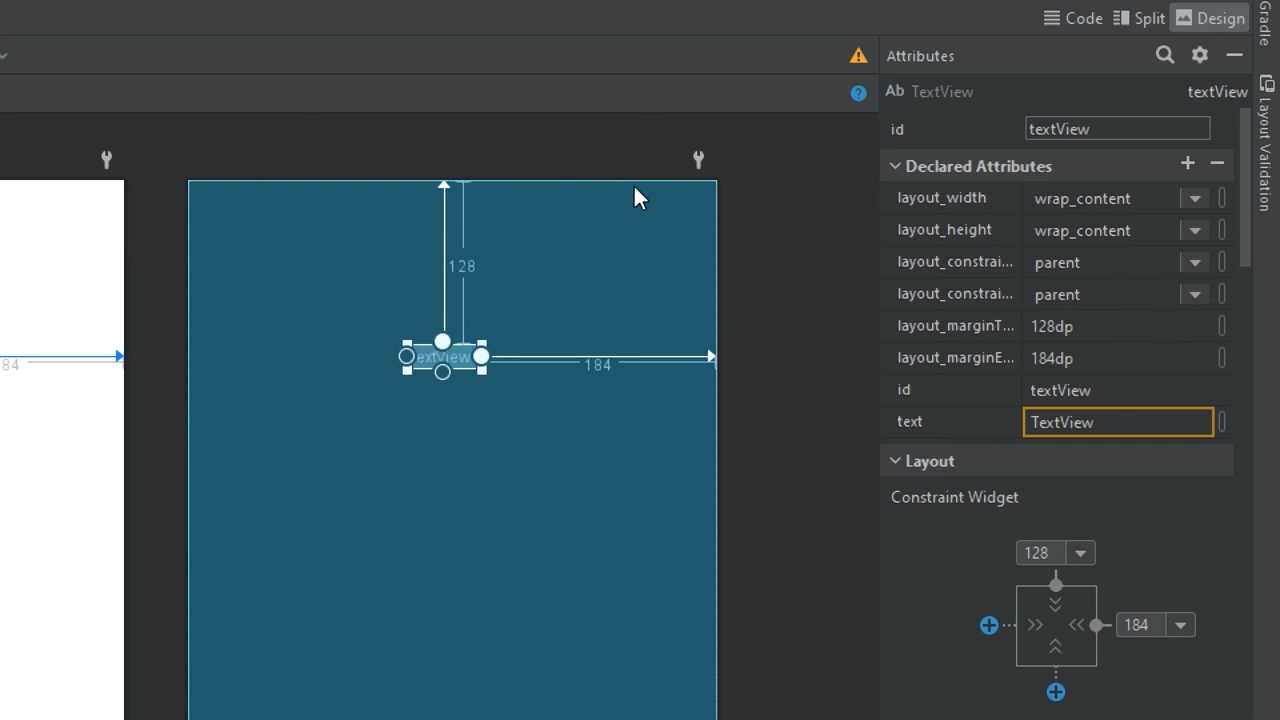 Code Split Design
Gradle
Layout Validation
Attributes
Ab TextView textView
id textView
Declared Attributes
layout_width wrap_content
layout_height wrap_content
layout_constrai... parent
layout_constrai... parent
layout_marginT... 128dp
layout_marginE... 184dp
id textView
text TextView
Layout
Constraint Widget
128
184
128
extView
184
84